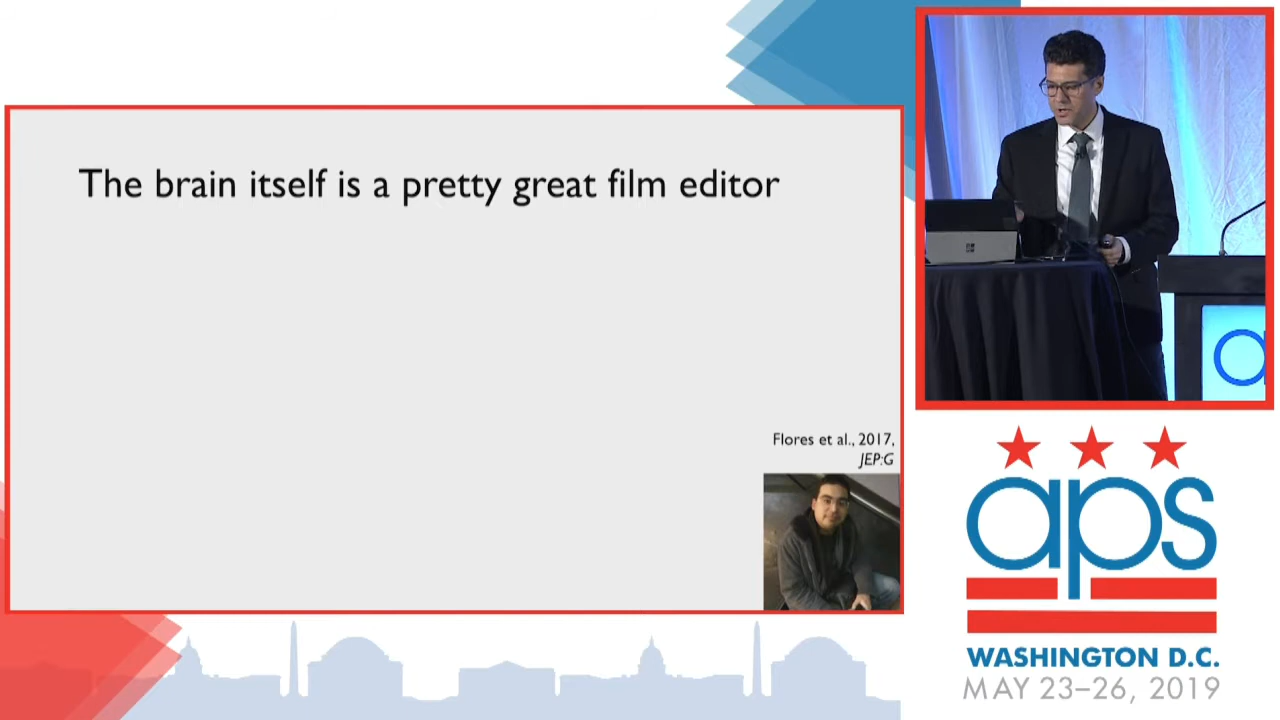 The brain itself is a pretty great film editor
Flores et al., 2017,
JEP:G
aps
WASHINGTON D.C.
MAY 23–26, 2019